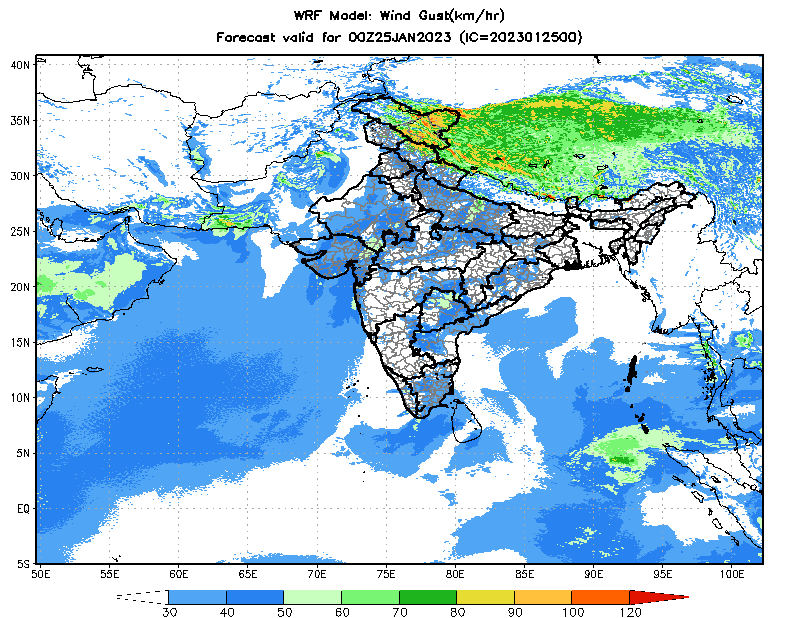 WRF Model: Wind Gust(km/hr)
Forecast valid for 00Z25JAN2023 (IC=2023012500)
40N
35N
30N
25N
20N
15N
10N
5N
EQ
5S
50E 55E 60E 65E 70E 75E 80E 85E 90E 95E 100E
30 40 50 60 70 80 90 100 120